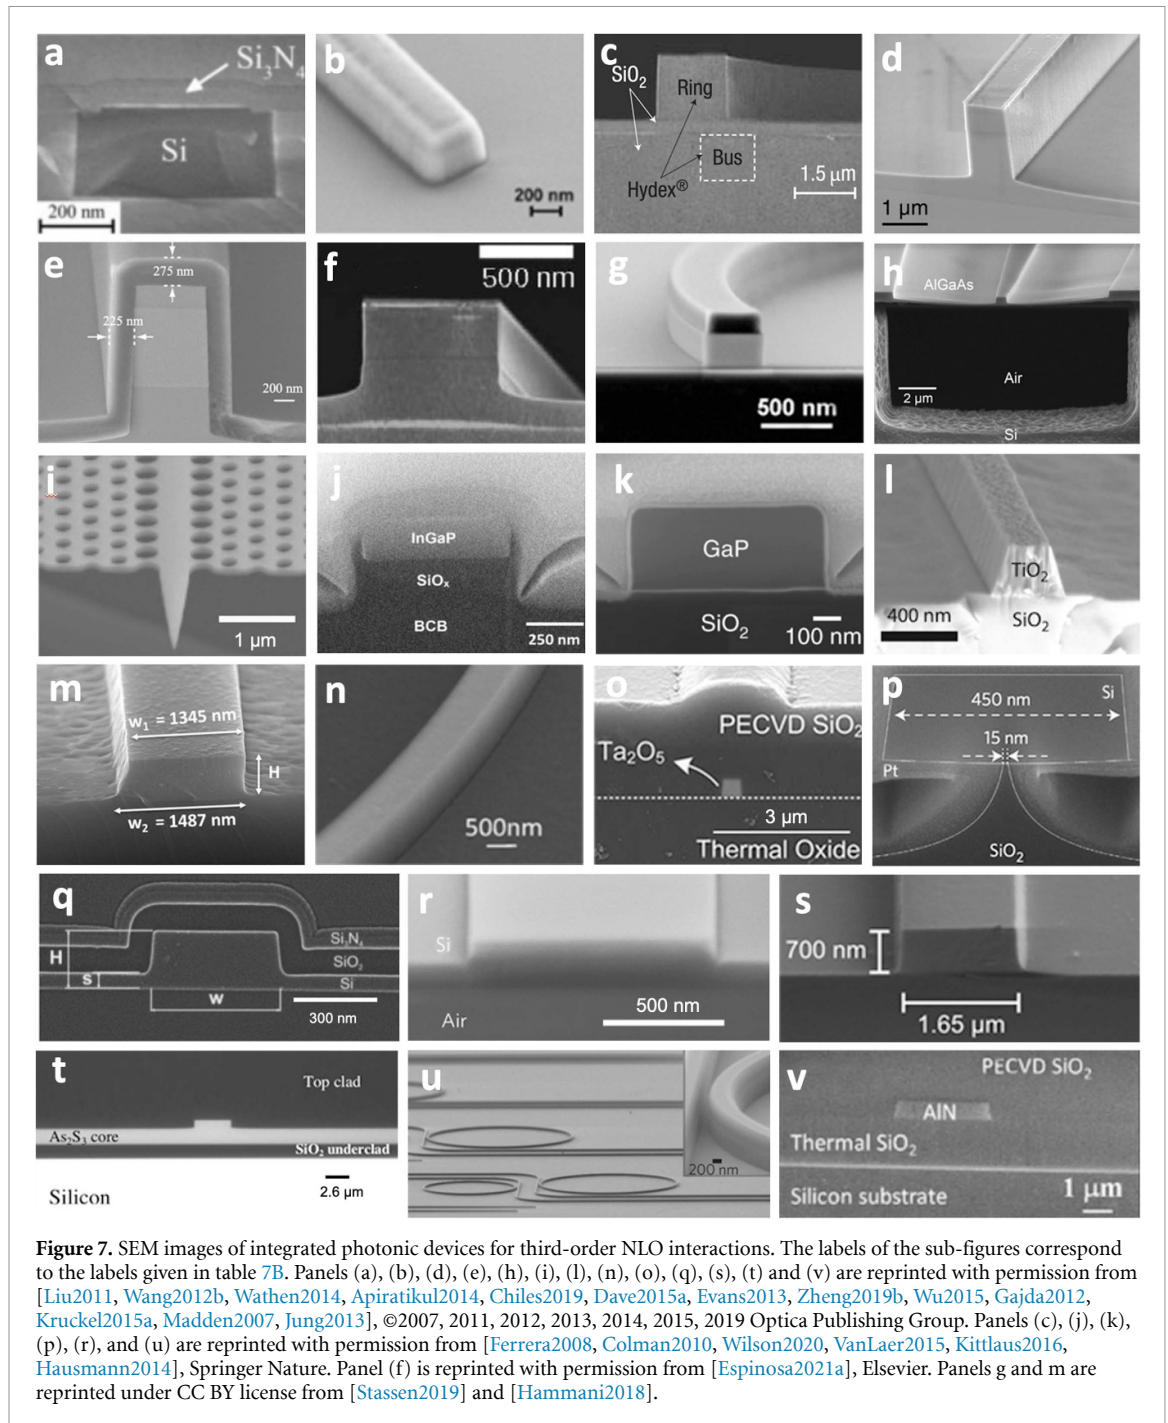 a
Si₃N₄
Si
200 nm
b
200 nm
c
SiO₂
Ring
Bus
Hydex®
1.5 µm
d
1 µm
e
275 nm
225 nm
200 nm
f
500 nm
g
500 nm
h
AlGaAs
Air
2 µm
Si
i
1 µm
j
InGaP
SiOₓ
BCB
250 nm
k
GaP
SiO₂
100 nm
l
TiO₂
SiO₂
400 nm
m
w₁ = 1345 nm
H
w₂ = 1487 nm
n
500nm
o
PECVD SiO₂
Ta₂O₅
3 µm
Thermal Oxide
p
Si
450 nm
15 nm
Pt
SiO₂
q
H
S
W
Si₃N₄
SiO₂
Si
300 nm
r
Si
500 nm
Air
s
700 nm
1.65 µm
t
Top clad
As₂S₃ core
SiO₂ underclad
2.6 µm
Silicon
u
200 nm
v
PECVD SiO₂
AlN
Thermal SiO₂
Silicon substrate
1 µm
Figure 7. SEM images of integrated photonic devices for third-order NLO interactions. The labels of the sub-figures correspond
to the labels given in table 7B. Panels (a), (b), (d), (e), (h), (i), (l), (n), (o), (q), (s), (t) and (v) are reprinted with permission from
[Liu2011, Wang2012b, Wathen2014, Apiratikul2014, Chiles2019, Dave2015a, Evans2013, Zheng2019b, Wu2015, Gajda2012,
Kruckel2015a, Madden2007, Jung2013], ©2007, 2011, 2012, 2013, 2014, 2015, 2019 Optica Publishing Group. Panels (c), (j), (k),
(p), (r), and (u) are reprinted with permission from [Ferrera2008, Colman2010, Wilson2020, VanLaer2015, Kittlaus2016,
Hausmann2014], Springer Nature. Panel (f) is reprinted with permission from [Espinosa2021a], Elsevier. Panels g and m are
reprinted under CC BY license from [Stassen2019] and [Hammani2018].